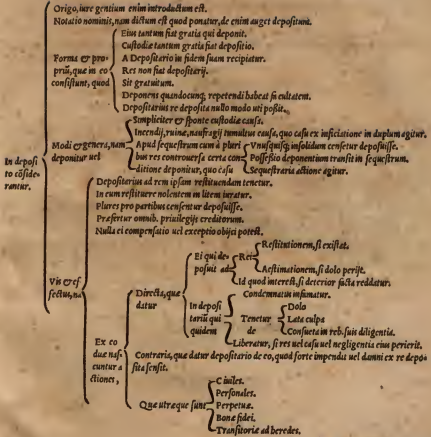 Origo, iure gentium enim introductum est.
Notatio nominis, nam dictum est quod ponatur, de enim auget depositum.
Eius tantum fiat gratia qui deponit.
Custodiæ tantum gratia fiat depositio.
Forma & pro-
priũ, quæ in eo
consistunt, quod
A Depositario in fidem suam recipiatur.
Res non fiat depositarij.
Sit gratuitum.
Deponens quandocunq; repetendi habeat facultatem.
Depositarius re deposita nullo modo uti possit.
Simpliciter & sponte custodiæ causa.
Modi & genera, nam
deponitur uel
Incendij, ruinæ, naufragij tumultus causa, quo casu ex inficiatione in duplum agitur.
Apud sequestrum cum à pluri
bus res controuersa certa con
ditione deponitur, quo casu
Vnusquisq; insolidum censetur deposuisse.
Possessio deponentium transit in sequestrum.
Sequestraria actione agitur.
In deposi
to cõside-
rantur.
Depositarius ad rem ipsam restituendam tenetur.
In eum restituere nolentem in litem iuratur.
Plures pro partibus censentur deposuisse.
Præfertur omnib. priuilegijs creditorum.
Nulla ei compensatio uel exceptio obijci potest.
Vis & ef
fectus, nã
Ex eo
duæ nas-
cuntur a
ctiones,
Directa, quæ
datur
Ei qui de-
posuit ad
Rei
Restitutionem, si existat.
Aestimationem, si dolo perijt.
Id quod interest, si deterior facta reddatur.
In deposi
tariũ qui
quidem
Condemnatus infamatur.
Tenetur
de
Dolo
Lata culpa
Consueta in reb. suis diligentia.
Liberatur, si res uel casu uel negligentia eius perierit.
Contraria, quæ datur depositario de eo, quod forte impendit uel damni ex re depo-
sita sensit.
Quæ utræque sunt
Ciuiles.
Personales.
Perpetuæ.
Bonæ fidei.
Transitoriæ ad heredes.